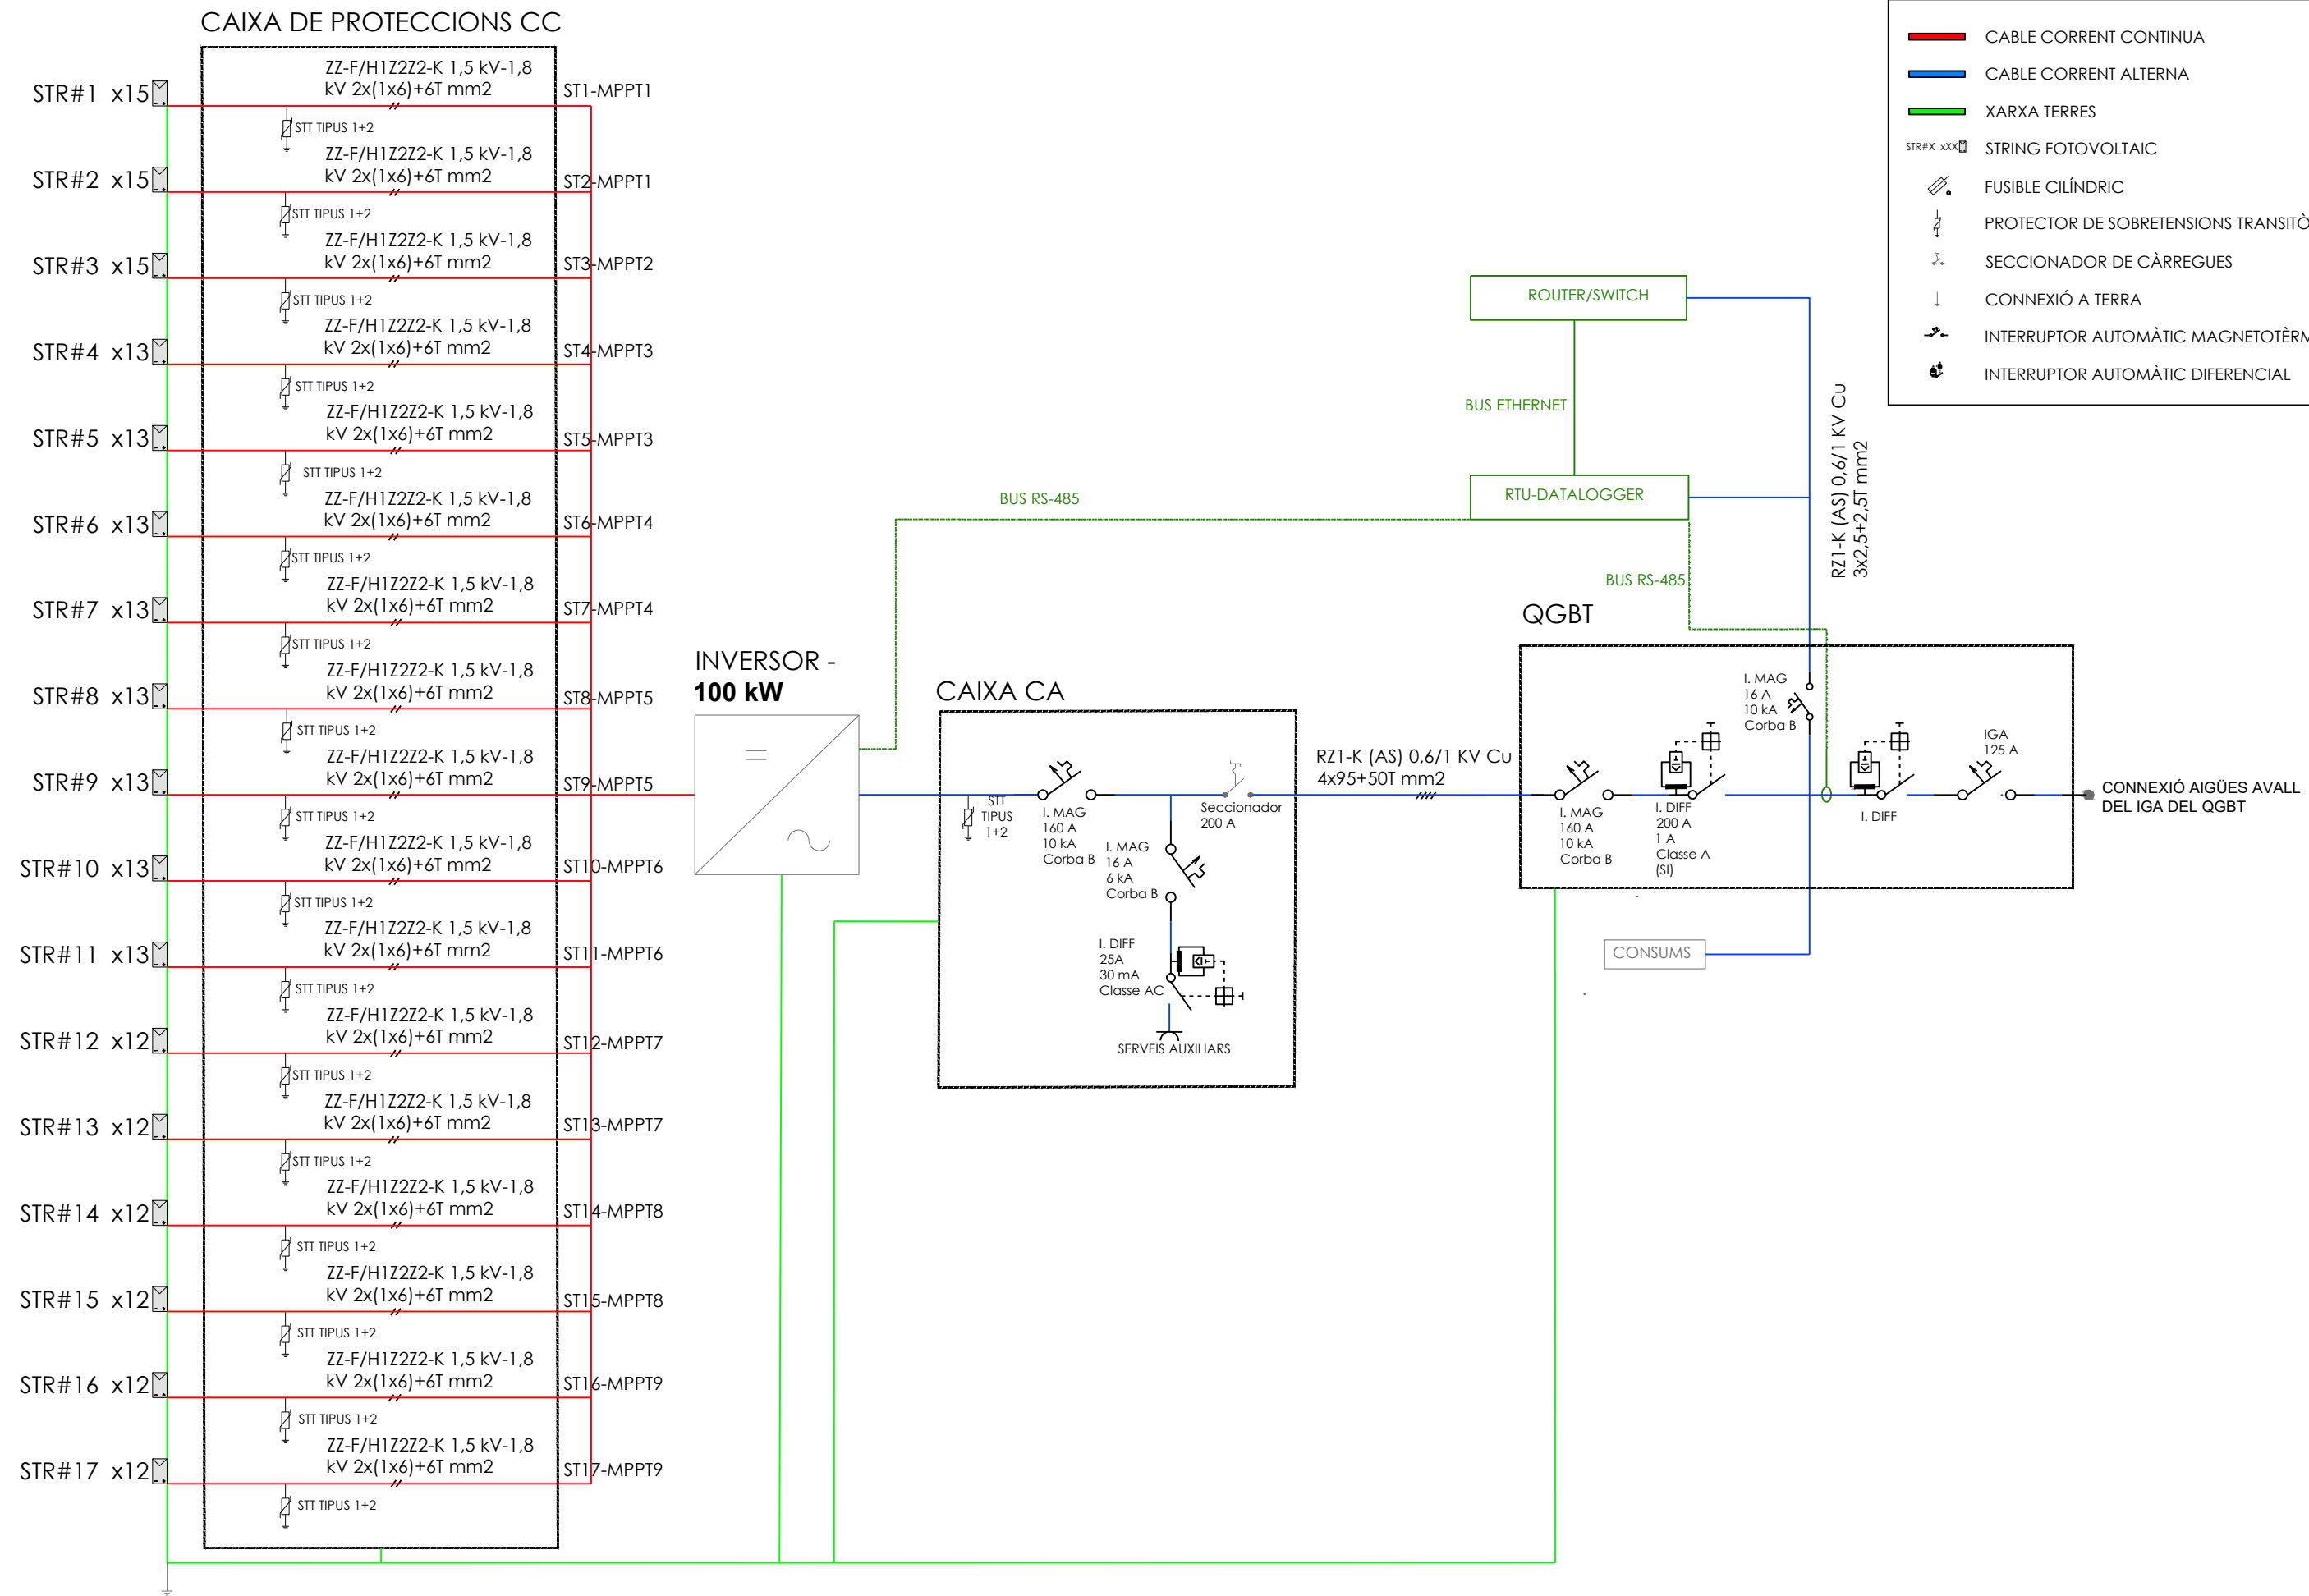 CAIXA DE PROTECCIONS CC
STR#1 x15
ZZ-F/H1Z2Z2-K 1,5 kV-1,8
kV 2x(1x6)+6T mm2
ST1-MPPT1
STT TIPUS 1+2
STR#2 x15
ZZ-F/H1Z2Z2-K 1,5 kV-1,8
kV 2x(1x6)+6T mm2
ST2-MPPT1
STT TIPUS 1+2
STR#3 x15
ZZ-F/H1Z2Z2-K 1,5 kV-1,8
kV 2x(1x6)+6T mm2
ST3-MPPT2
STT TIPUS 1+2
STR#4 x13
ZZ-F/H1Z2Z2-K 1,5 kV-1,8
kV 2x(1x6)+6T mm2
ST4-MPPT3
STT TIPUS 1+2
STR#5 x13
ZZ-F/H1Z2Z2-K 1,5 kV-1,8
kV 2x(1x6)+6T mm2
ST5-MPPT3
STT TIPUS 1+2
STR#6 x13
ZZ-F/H1Z2Z2-K 1,5 kV-1,8
kV 2x(1x6)+6T mm2
ST6-MPPT4
STT TIPUS 1+2
STR#7 x13
ZZ-F/H1Z2Z2-K 1,5 kV-1,8
kV 2x(1x6)+6T mm2
ST7-MPPT4
STT TIPUS 1+2
STR#8 x13
ZZ-F/H1Z2Z2-K 1,5 kV-1,8
kV 2x(1x6)+6T mm2
ST8-MPPT5
STT TIPUS 1+2
STR#9 x13
ZZ-F/H1Z2Z2-K 1,5 kV-1,8
kV 2x(1x6)+6T mm2
ST9-MPPT5
STT TIPUS 1+2
STR#10 x13
ZZ-F/H1Z2Z2-K 1,5 kV-1,8
kV 2x(1x6)+6T mm2
ST10-MPPT6
STT TIPUS 1+2
STR#11 x13
ZZ-F/H1Z2Z2-K 1,5 kV-1,8
kV 2x(1x6)+6T mm2
ST11-MPPT6
STT TIPUS 1+2
STR#12 x12
ZZ-F/H1Z2Z2-K 1,5 kV-1,8
kV 2x(1x6)+6T mm2
ST12-MPPT7
STT TIPUS 1+2
STR#13 x12
ZZ-F/H1Z2Z2-K 1,5 kV-1,8
kV 2x(1x6)+6T mm2
ST13-MPPT7
STT TIPUS 1+2
STR#14 x12
ZZ-F/H1Z2Z2-K 1,5 kV-1,8
kV 2x(1x6)+6T mm2
ST14-MPPT8
STT TIPUS 1+2
STR#15 x12
ZZ-F/H1Z2Z2-K 1,5 kV-1,8
kV 2x(1x6)+6T mm2
ST15-MPPT8
STT TIPUS 1+2
STR#16 x12
ZZ-F/H1Z2Z2-K 1,5 kV-1,8
kV 2x(1x6)+6T mm2
ST16-MPPT9
STT TIPUS 1+2
STR#17 x12
ZZ-F/H1Z2Z2-K 1,5 kV-1,8
kV 2x(1x6)+6T mm2
ST17-MPPT9
STT TIPUS 1+2
INVERSOR -
100 kW
CAIXA CA
STT
TIPUS
1+2
I. MAG
160 A
10 kA
Corba B
I. MAG
16 A
6 kA
Corba B
Seccionador
200 A
I. DIFF
25A
30 mA
Classe AC
SERVEIS AUXILIARS
RZ1-K (AS) 0,6/1 KV Cu
4x95+50T mm2
BUS RS-485
ROUTER/SWITCH
BUS ETHERNET
RTU-DATALOGGER
BUS RS-485
RZ1-K (AS) 0,6/1 KV Cu
3x2,5+2,5T mm2
QGBT
I. MAG
160 A
10 kA
Corba B
I. DIFF
200 A
1 A
Classe A
(SI)
I. MAG
16 A
10 kA
Corba B
I. DIFF
IGA
125 A
CONSUMS
CONNEXIÓ AIGÜES AVALL
DEL IGA DEL QGBT
CABLE CORRENT CONTINUA
CABLE CORRENT ALTERNA
XARXA TERRES
STR#X xXX STRING FOTOVOLTAIC
FUSIBLE CILÍNDRIC
PROTECTOR DE SOBRETENSIONS TRANSITÒ
SECCIONADOR DE CÀRREGUES
CONNEXIÓ A TERRA
INTERRUPTOR AUTOMÀTIC MAGNETOTÈRM
INTERRUPTOR AUTOMÀTIC DIFERENCIAL